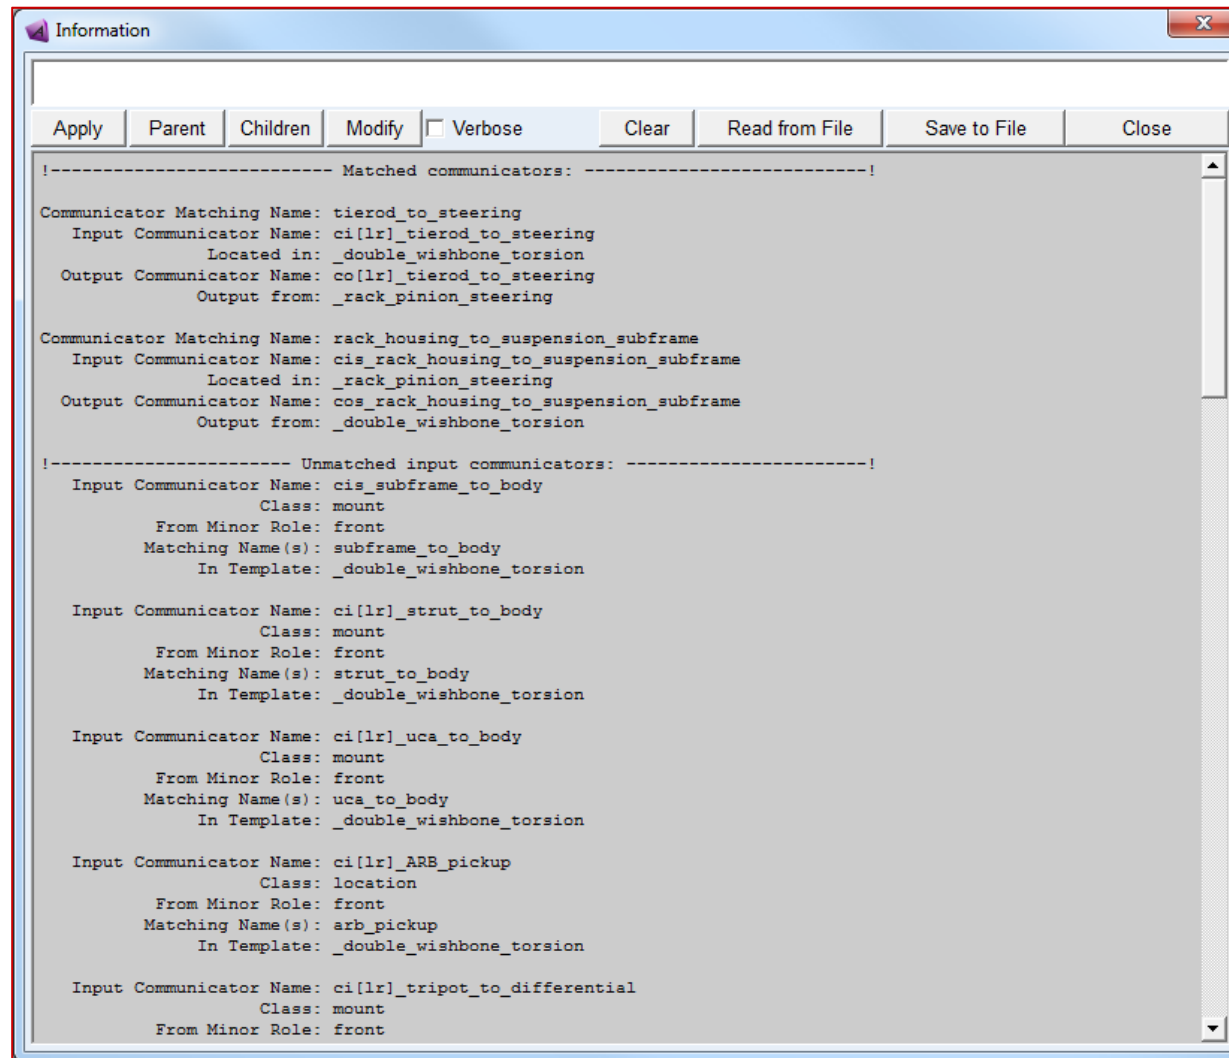 Information
Apply Parent Children Modify Verbose Clear Read from File Save to File Close
!--------------------------- Matched communicators: ---------------------------!
Communicator Matching Name: tierod_to_steering
Input Communicator Name: ci[lr]_tierod_to_steering
Located in: _double_wishbone_torsion
Output Communicator Name: co[lr]_tierod_to_steering
Output from: _rack_pinion_steering
Communicator Matching Name: rack_housing_to_suspension_subframe
Input Communicator Name: cis_rack_housing_to_suspension_subframe
Located in: _rack_pinion_steering
Output Communicator Name: cos_rack_housing_to_suspension_subframe
Output from: _double_wishbone_torsion
!----------------------- Unmatched input communicators: -----------------------!
Input Communicator Name: cis_subframe_to_body
Class: mount
From Minor Role: front
Matching Name(s): subframe_to_body
In Template: _double_wishbone_torsion
Input Communicator Name: ci[lr]_strut_to_body
Class: mount
From Minor Role: front
Matching Name(s): strut_to_body
In Template: _double_wishbone_torsion
Input Communicator Name: ci[lr]_uca_to_body
Class: mount
From Minor Role: front
Matching Name(s): uca_to_body
In Template: _double_wishbone_torsion
Input Communicator Name: ci[lr]_ARB_pickup
Class: location
From Minor Role: front
Matching Name(s): arb_pickup
In Template: _double_wishbone_torsion
Input Communicator Name: ci[lr]_tripot_to_differential
Class: mount
From Minor Role: front